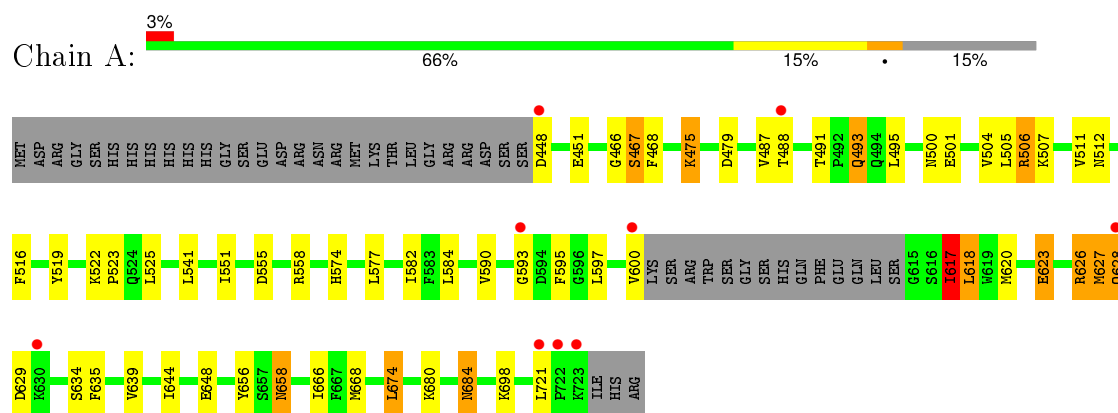 3%
Chain A:
66% 15% • 15%
MET ASP ARG GLY SER HIS HIS HIS HIS HIS HIS GLY SER GLU ASP ARG ASN ARG MET LYS THR LEU GLY ARG ARG ASP SER SER D448 E451 G466 S467 F468 K475 D479 V487 T488 T491 P492 Q493 Q494 L495 N500 E501 V504 L505 R506 K507 V511 N512
F516 Y519 K522 P523 Q524 L525 L541 I551 D555 R558 H574 L577 I582 F583 L584 V590 G593 D594 F595 G596 L597 V600 LYS SER ARG TRP SER GLY SER HIS GLN PHE GLU GLN LEU SER G615 S616 I617 L618 W619 M620 E623 R626 M627 Q628
D629 K630 S634 F635 V639 I644 E648 Y656 S657 N658 I666 F667 M668 L674 K680 N684 K698 L721 P722 K723 ILE HIS ARG